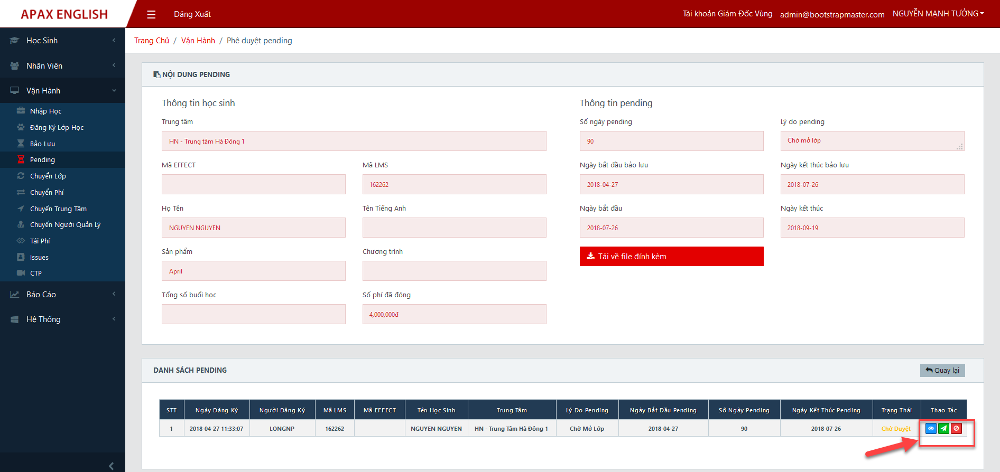 APAX ENGLISH
Đăng Xuất
Tài khoản Giám Đốc Vùng
admin@bootstrapmaster.com
NGUYỄN MẠNH TƯỞNG
Học Sinh
Nhân Viên
Vận Hành
Nhập Học
Đăng Ký Lớp Học
Bảo Lưu
Pending
Chuyển Lớp
Chuyển Phí
Chuyển Trung Tâm
Chuyển Người Quản Lý
Tái Phí
Issues
CTP
Báo Cáo
Hệ Thống
Trang Chủ / Vận Hành / Phê duyệt pending
NỘI DUNG PENDING
Thông tin học sinh
Trung tâm
HN - Trung tâm Hà Đông 1
Mã EFFECT
Mã LMS
162262
Họ Tên
Tên Tiếng Anh
NGUYEN NGUYEN
Sản phẩm
Chương trình
April
Tổng số buổi học
Số phí đã đóng
4,000,000đ
Thông tin pending
Số ngày pending
Lý do pending
90
Chờ mở lớp
Ngày bắt đầu bảo lưu
Ngày kết thúc bảo lưu
2018-04-27
2018-07-26
Ngày bắt đầu
Ngày kết thúc
2018-07-26
2018-09-19
Tải về file đính kèm
DANH SÁCH PENDING
Quay lại
STT Ngày Đăng Ký Người Đăng Ký Mã LMS Mã EFFECT Tên Học Sinh Trung Tâm Lý Do Pending Ngày Bắt Đầu Pending Số Ngày Pending Ngày Kết Thúc Pending Trạng Thái Thao Tác
1 2018-04-27 11:33:07 LONGNP 162262 NGUYEN NGUYEN HN - Trung Tâm Hà Đông 1 Chờ Mở Lớp 2018-04-27 90 2018-07-26 Chờ Duyệt